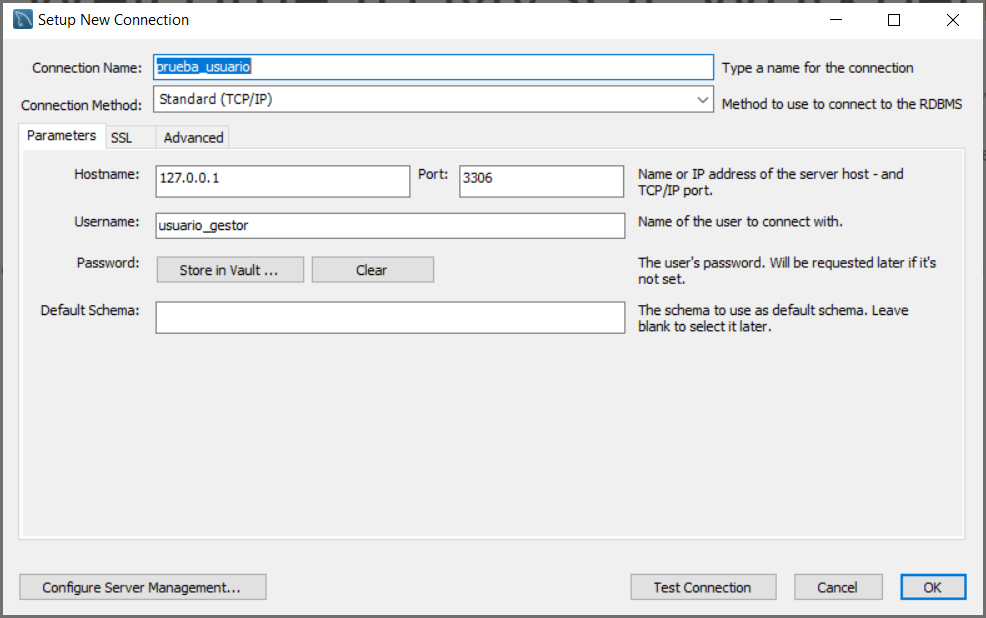 Setup New Connection
Connection Name: prueba_usuario Type a name for the connection
Connection Method: Standard (TCP/IP) Method to use to connect to the RDBMS
Parameters SSL Advanced
Hostname: 127.0.0.1 Port: 3306 Name or IP address of the server host - and
TCP/IP port.
Username: usuario_gestor Name of the user to connect with.
Password: Store in Vault ... Clear The user's password. Will be requested later if it's
not set.
Default Schema: The schema to use as default schema. Leave
blank to select it later.
Configure Server Management... Test Connection Cancel OK